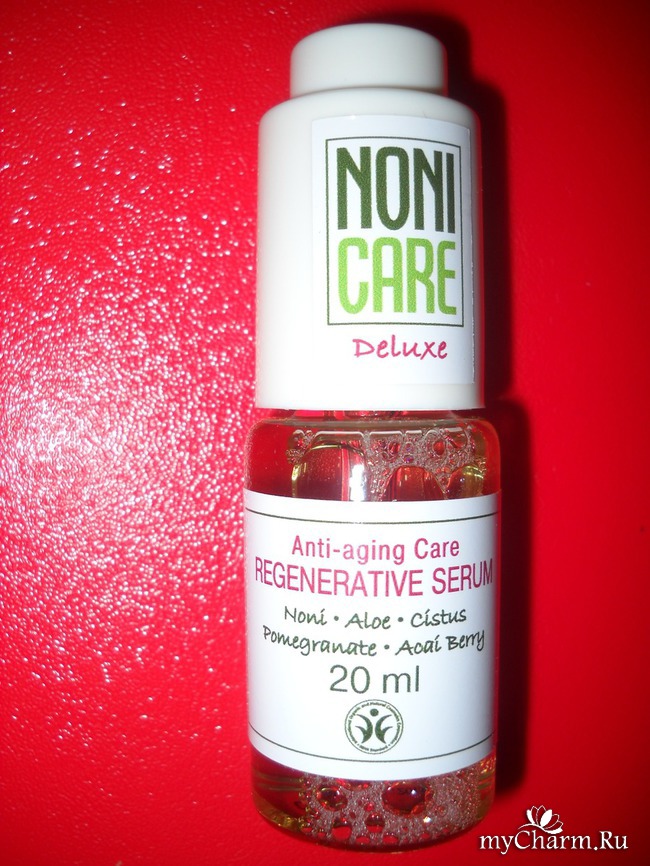 NONI
CARE
Deluxe
Anti-aging Care
REGENERATIVE SERUM
Noni • Aloe • Cistus
Pomegranate • Acai Berry
20 ml
myCharm.Ru